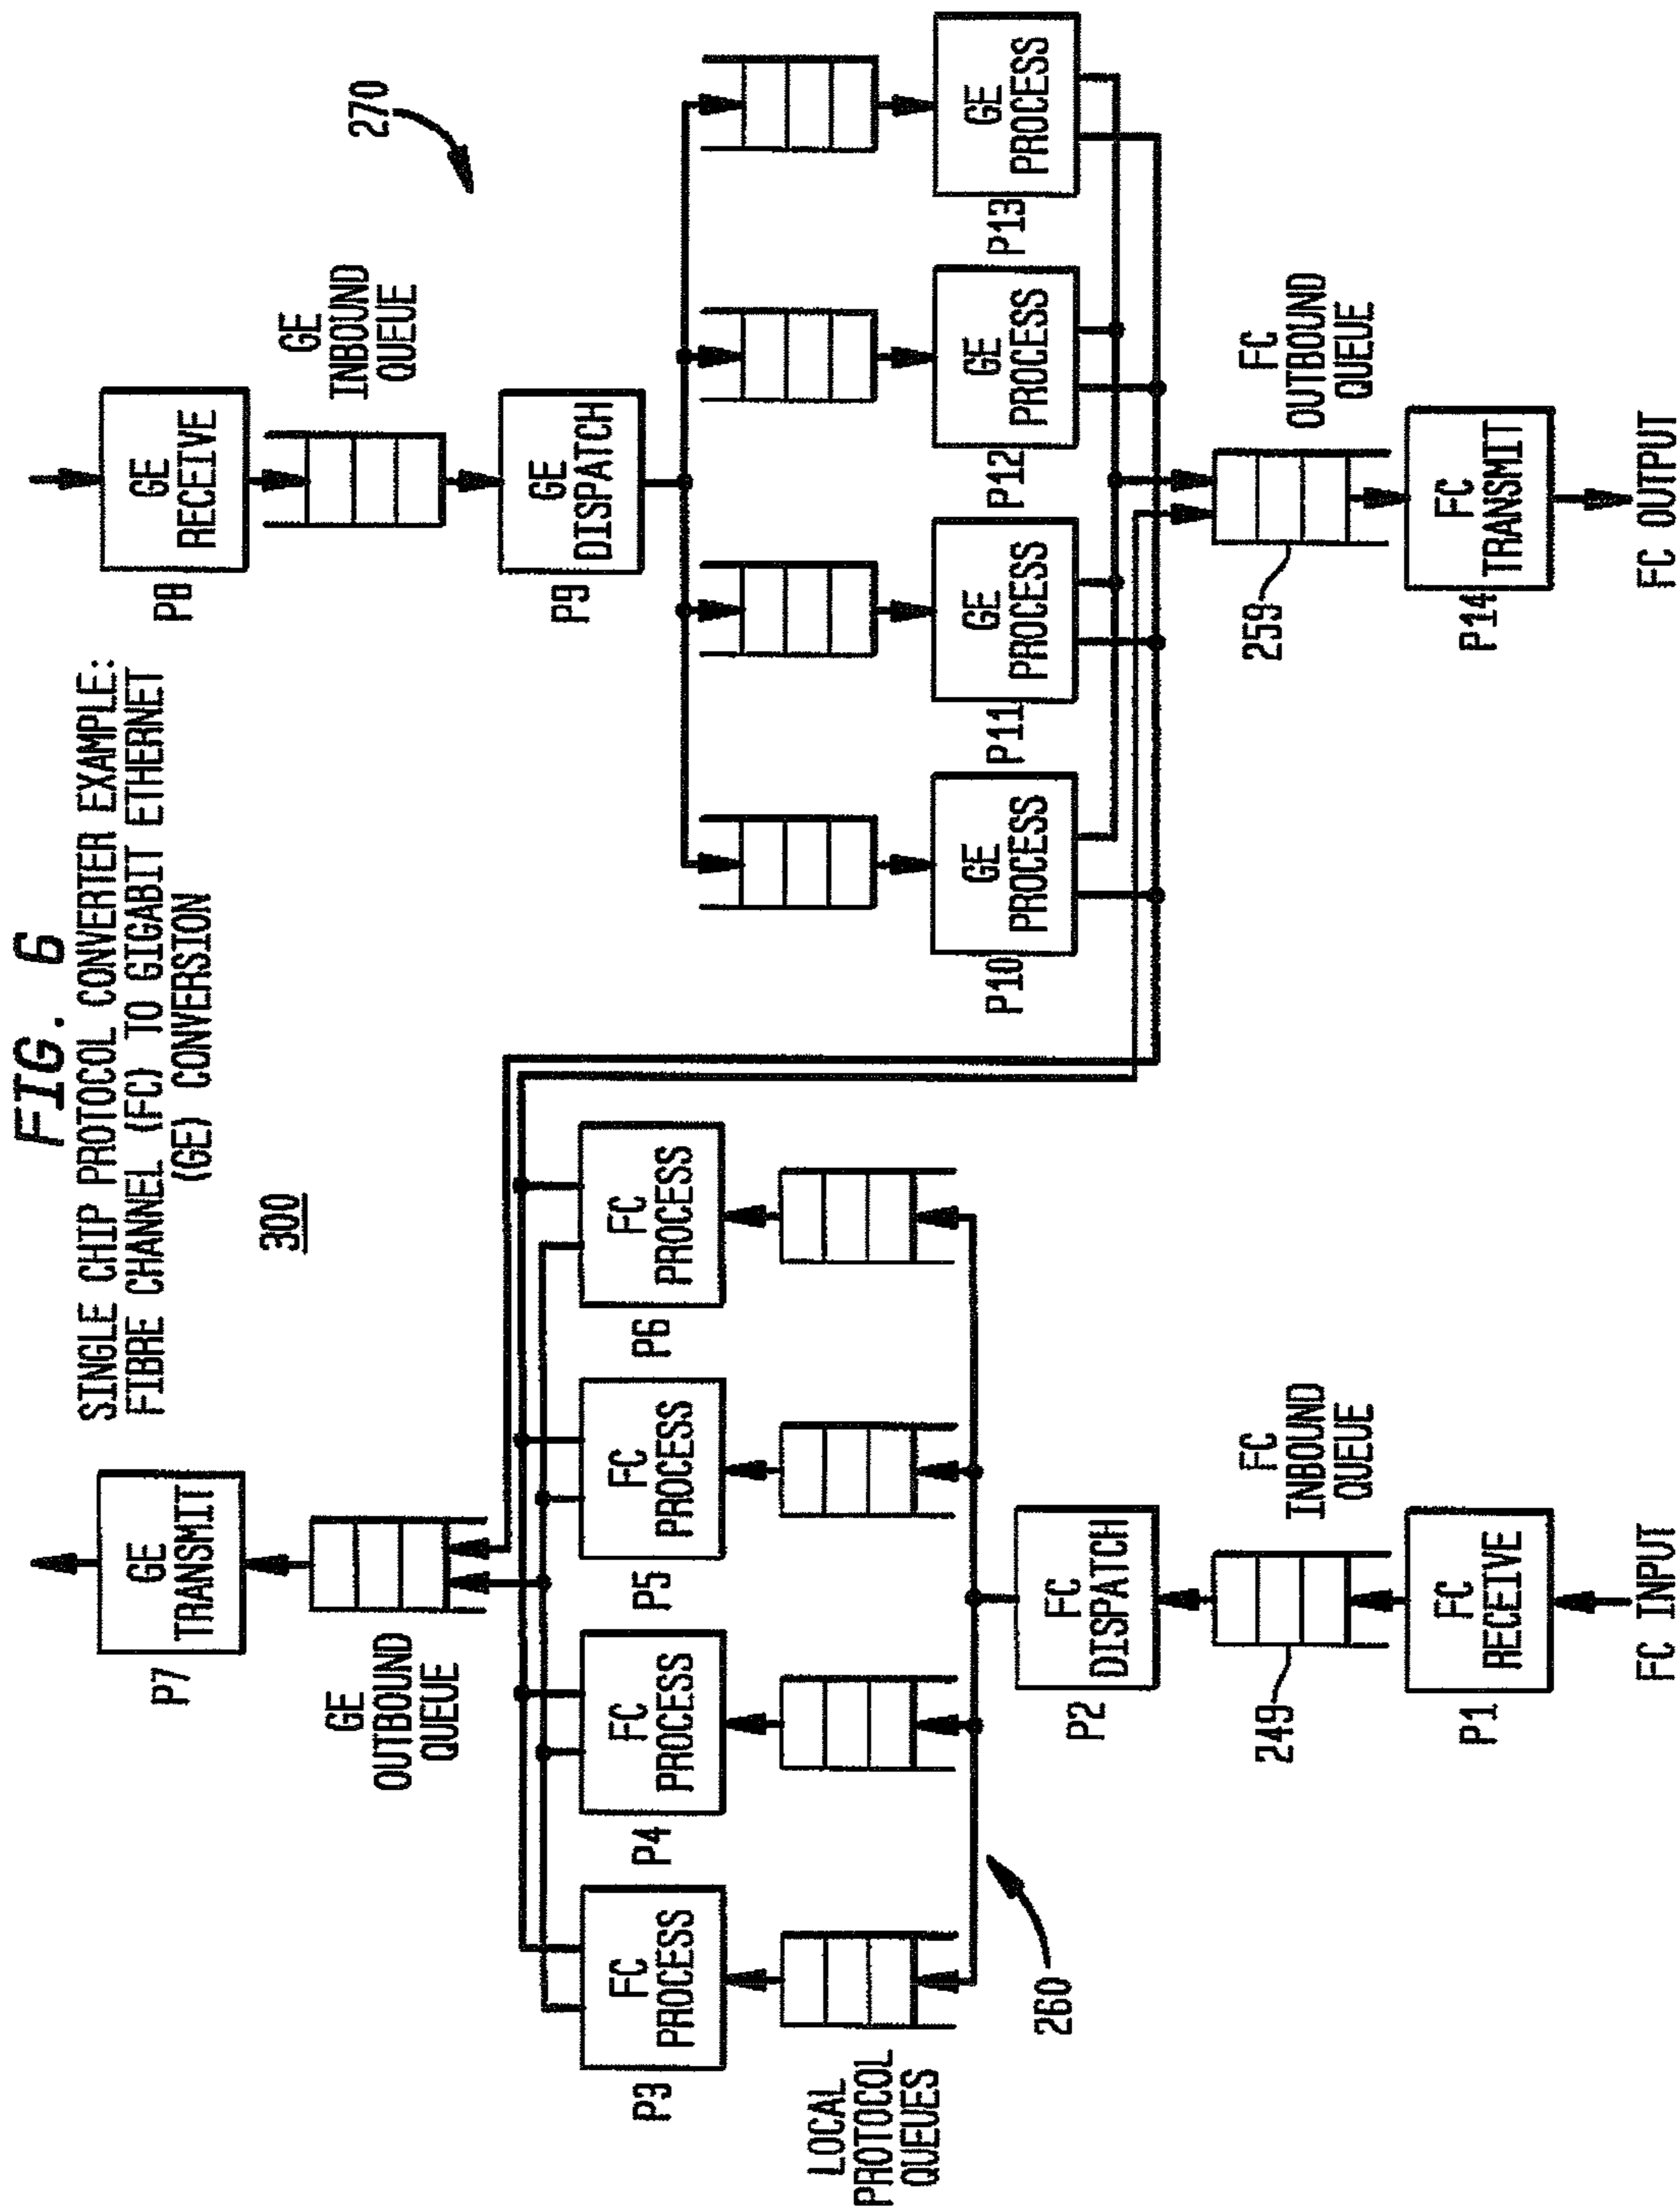 FIG. 6
SINGLE CHIP PROTOCOL CONVERTER EXAMPLE:
FIBRE CHANNEL (FC) TO GIGABIT ETHERNET
(GE) CONVERSION
300
P7
GE
TRANSMIT
GE
OUTBOUND
QUEUE
P3
FC
PROCESS
P4
FC
PROCESS
P5
FC
PROCESS
P6
FC
PROCESS
LOCAL
PROTOCOL
QUEUES
260
P2
FC
DISPATCH
249
FC
INBOUND
QUEUE
P1
FC
RECEIVE
FC INPUT
P8
GE
RECEIVE
GE
INBOUND
QUEUE
270
P9
GE
DISPATCH
P10
GE
PROCESS
P11
GE
PROCESS
P12
GE
PROCESS
P13
GE
PROCESS
259
FC
OUTBOUND
QUEUE
P14
FC
TRANSMIT
FC OUTPUT